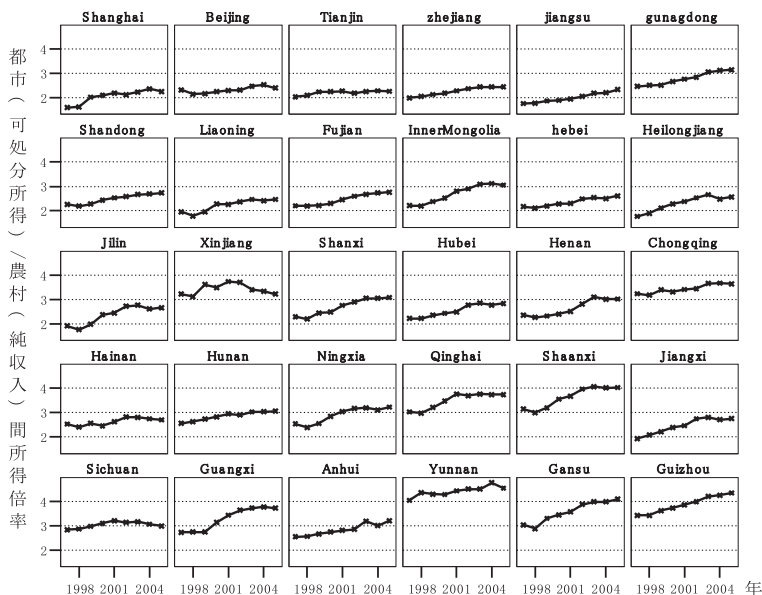 都市(可処分所得)/農村(純収入)間所得倍率
Shanghai Beijing Tianjin zhejiang jiangsu gunagdong
4
3
2
Shandong Liaoning Fujian InnerMongolia hebei Heilongjiang
4
3
2
Jilin Xinjiang Shanxi Hubei Henan Chongqing
4
3
2
Hainan Hunan Ningxia Qinghai Shaanxi Jiangxi
4
3
2
Sichuan Guangxi Anhui Yunnan Gansu Guizhou
4
3
2
1998 2001 2004 1998 2001 2004 1998 2001 2004 1998 2001 2004 1998 2001 2004 1998 2001 2004 年